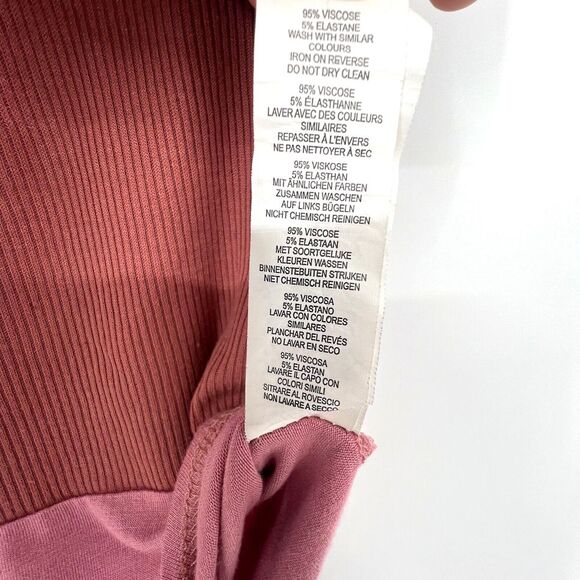 95% VISCOSE
5% ELASTANE
WASH WITH SIMILAR
COLOURS
IRON ON REVERSE
DO NOT DRY CLEAN
95% VISCOSE
5% ÉLASTHANNE
LAVER AVEC DES COULEURS
SIMILAIRES
REPASSER À L'ENVERS
NE PAS NETTOYER À SEC
95% VISKOSE
5% ELASTHAN
MIT ÄHNLICHEN FARBEN
ZUSAMMEN WASCHEN
AUF LINKS BÜGELN
NICHT CHEMISCH REINIGEN
95% VISCOSE
5% ELASTAAN
MET SOORTGELIJKE
KLEUREN WASSEN
BINNENSTEBUITEN STRIJKEN
NIET CHEMISCH REINIGEN
95% VISCOSA
5% ELASTANO
LAVAR CON COLORES
SIMILARES
PLANCHAR DEL REVÉS
NO LAVAR EN SECO
95% VISCOSA
5% ELASTAN
LAVARE IL CAPO CON
COLORI SIMILI
SITRARE AL ROVESCIO
NON LAVARE A SECCO